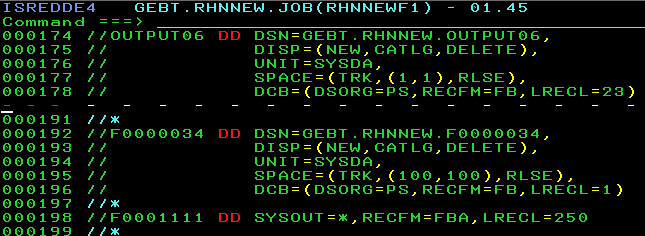 ISREDDE4   GEBT.RHNNEW.JOB(RHNNEWF1) - 01.45
Command ===>
000174 //OUTPUT06 DD DSN=GEBT.RHNNEW.OUTPUT06,
000175 //            DISP=(NEW,CATLG,DELETE),
000176 //            UNIT=SYSDA,
000177 //            SPACE=(TRK,(1,1),RLSE),
000178 //            DCB=(DSORG=PS,RECFM=FB,LRECL=23)
- - - - - - - - - - - - - - - - - - - - - -
000191 //*
000192 //F0000034 DD DSN=GEBT.RHNNEW.F0000034,
000193 //            DISP=(NEW,CATLG,DELETE),
000194 //            UNIT=SYSDA,
000195 //            SPACE=(TRK,(100,100),RLSE),
000196 //            DCB=(DSORG=PS,RECFM=FB,LRECL=1)
000197 //*
000198 //F0001111 DD SYSOUT=*,RECFM=FBA,LRECL=250
000199 //*